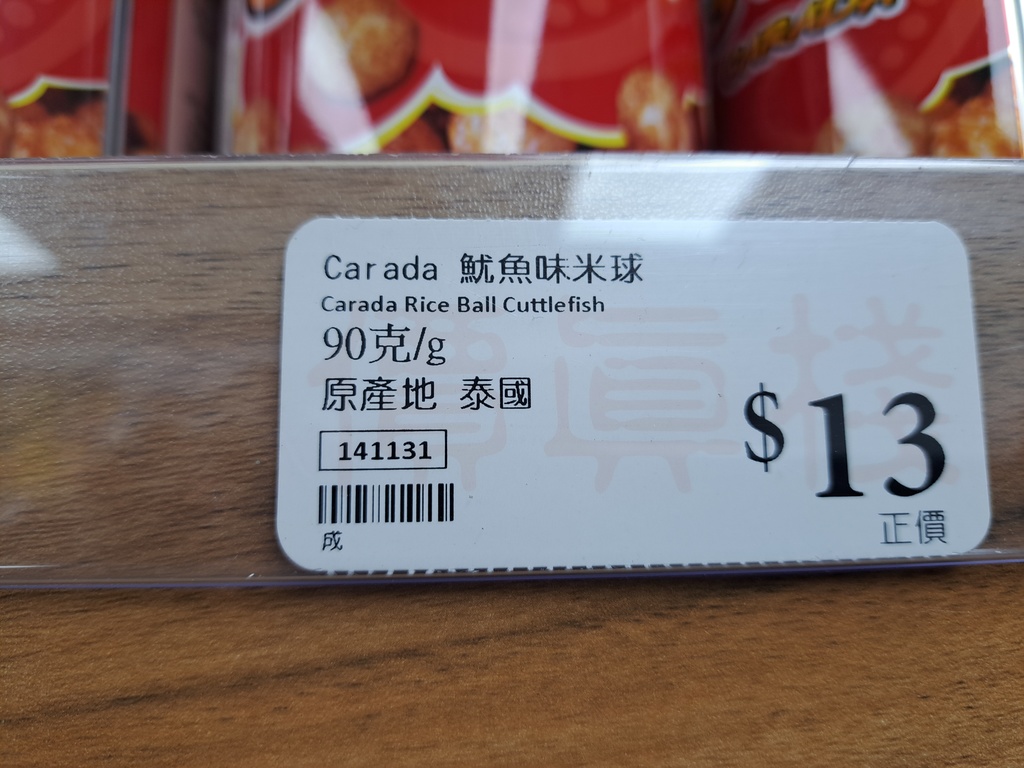 Carada 魷魚味米球
Carada Rice Ball Cuttlefish
90克/g
原產地 泰國
141131
$13
成
正價